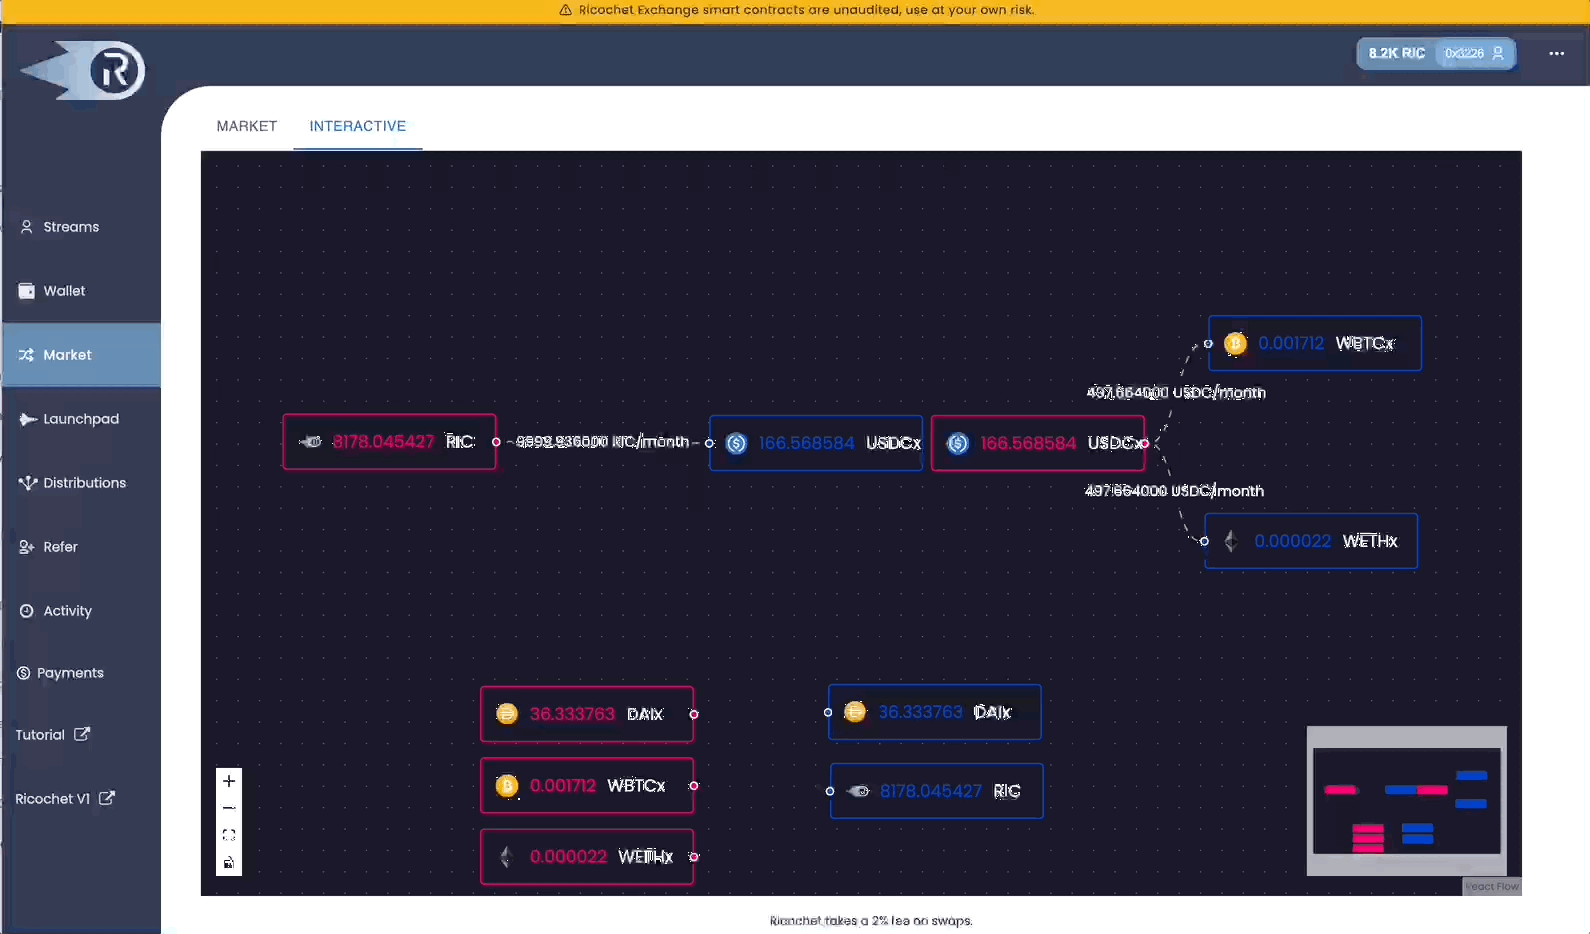 Ricochet Exchange smart contracts are unaudited, use at your own risk.
R
8.2K RIC 0x3226
MARKET INTERACTIVE
Streams
Wallet
Market
Launchpad
Distributions
Refer
Activity
Payments
Tutorial
Ricochet V1
0.001712 WBTCx
497.664000 USDC/month
8178.045427 RIC
RIC/month
166.568584 USDCx
166.568584 USDCx
497.664000 USDC/month
0.000022 WETHx
36.333763 DAIx
36.333763 DAIx
0.001712 WBTCx
8178.045427 RIC
0.000022 WETHx
React Flow
Ricochet takes a 2% fee on swaps.